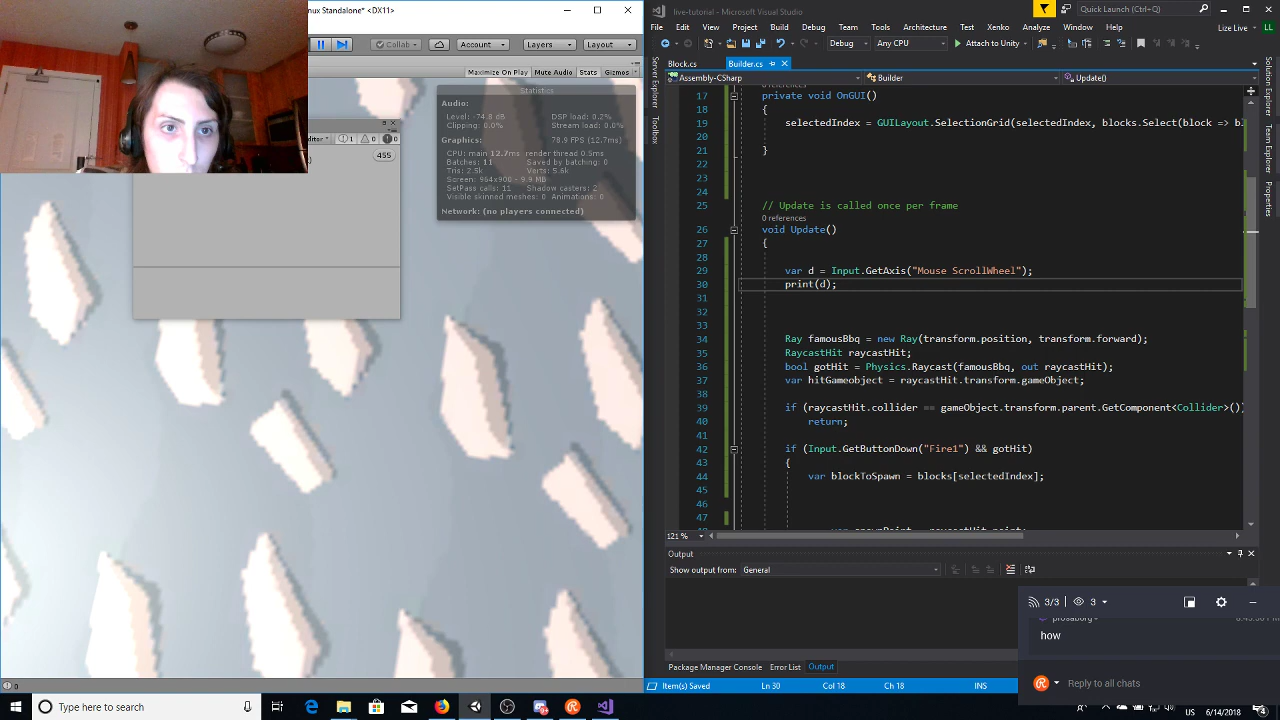 nux Standalone* <DX11>
Collab
Account
Layers
Layout
Maximize On Play Mute Audio Stats Gizmos
Statistics
Audio:
Level: -74.8 dB DSP load: 0.2%
Clipping: 0.0% Stream load: 0.0%
Graphics: 78.9 FPS (12.7ms)
CPU: main 12.7ms render thread 0.5ms
Batches: 11 Saved by batching: 0
Tris: 2.5k Verts: 5.6k
Screen: 964x900 - 9.9 MB
SetPass calls: 11 Shadow casters: 2
Visible skinned meshes: 0 Animations: 0
Network: (no players connected)
ditor 1 0 0
455
0
live-tutorial - Microsoft Visual Studio
Quick Launch (Ctrl+Q)
File Edit View Project Build Debug Team Tools Test Analyze Window Help
Lize Live LL
Debug Any CPU Attach to Unity
Server Explorer
Toolbox
Solution Explorer
Team Explorer
Properties
Block.cs Builder.cs
Assembly-CSharp Builder Update()
17 private void OnGUI()
18 {
19 selectedIndex = GUILayout.SelectionGrid(selectedIndex, blocks.Select(block => b
20
21 }
22
23
24
25 // Update is called once per frame
0 references
26 void Update()
27 {
28
29 var d = Input.GetAxis("Mouse ScrollWheel");
30 print(d);
31
32
33
34 Ray famousBbq = new Ray(transform.position, transform.forward);
35 RaycastHit raycastHit;
36 bool gotHit = Physics.Raycast(famousBbq, out raycastHit);
37 var hitGameobject = raycastHit.transform.gameObject;
38
39 if (raycastHit.collider == gameObject.transform.parent.GetComponent<Collider>())
40 return;
41
42 if (Input.GetButtonDown("Fire1") && gotHit)
43 {
44 var blockToSpawn = blocks[selectedIndex];
45
46
47
121 %
Output
Show output from: General
Package Manager Console Error List Output
Item(s) Saved Ln 30 Col 18 Ch 18 INS
3/3 3
prosaborg
how
Reply to all chats
Type here to search
US 6/14/2018